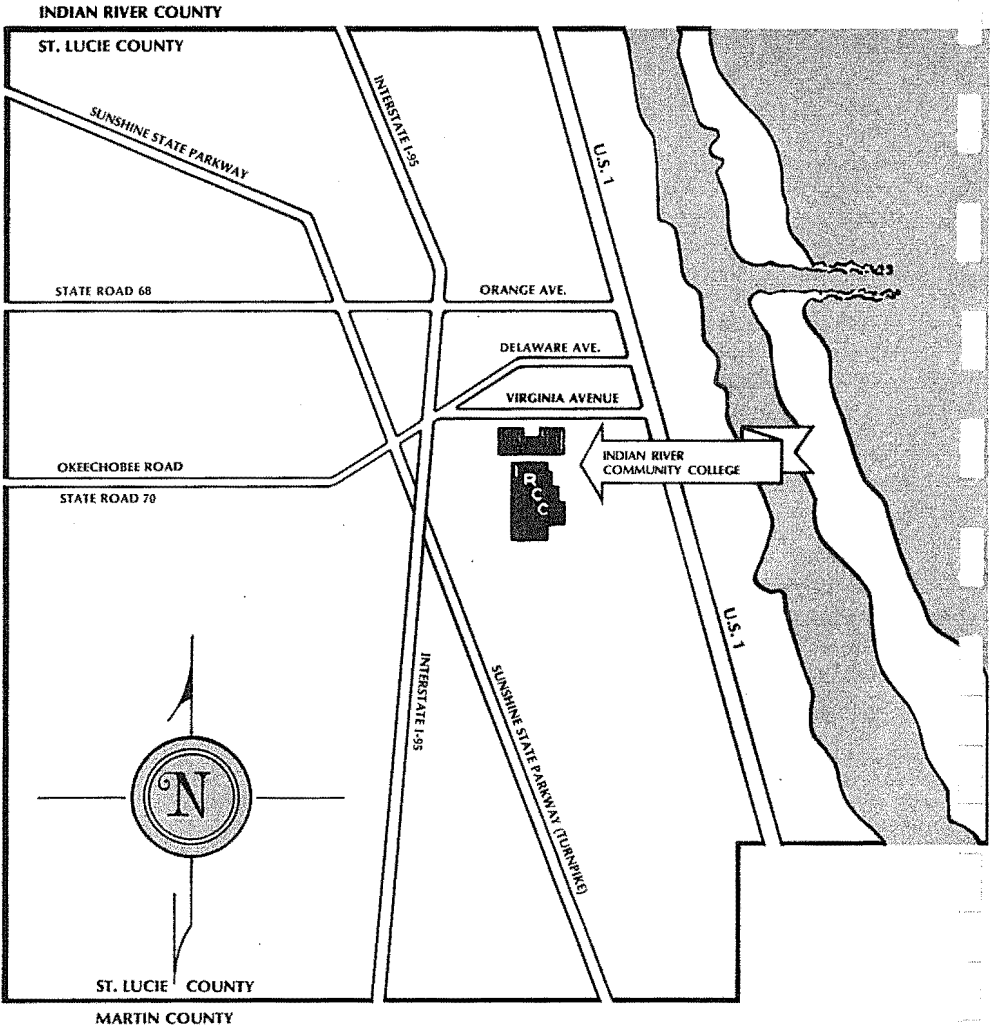 INDIAN RIVER COUNTY
ST. LUCIE COUNTY
SUNSHINE STATE PARKWAY
INTERSTATE I-95
U.S. 1
STATE ROAD 68
ORANGE AVE.
DELAWARE AVE.
VIRGINIA AVENUE
OKEECHOBEE ROAD
STATE ROAD 70
INDIAN RIVER
COMMUNITY COLLEGE
R
C
C
U.S. 1
INTERSTATE I-95
SUNSHINE STATE PARKWAY (TURNPIKE)
N
ST. LUCIE COUNTY
MARTIN COUNTY